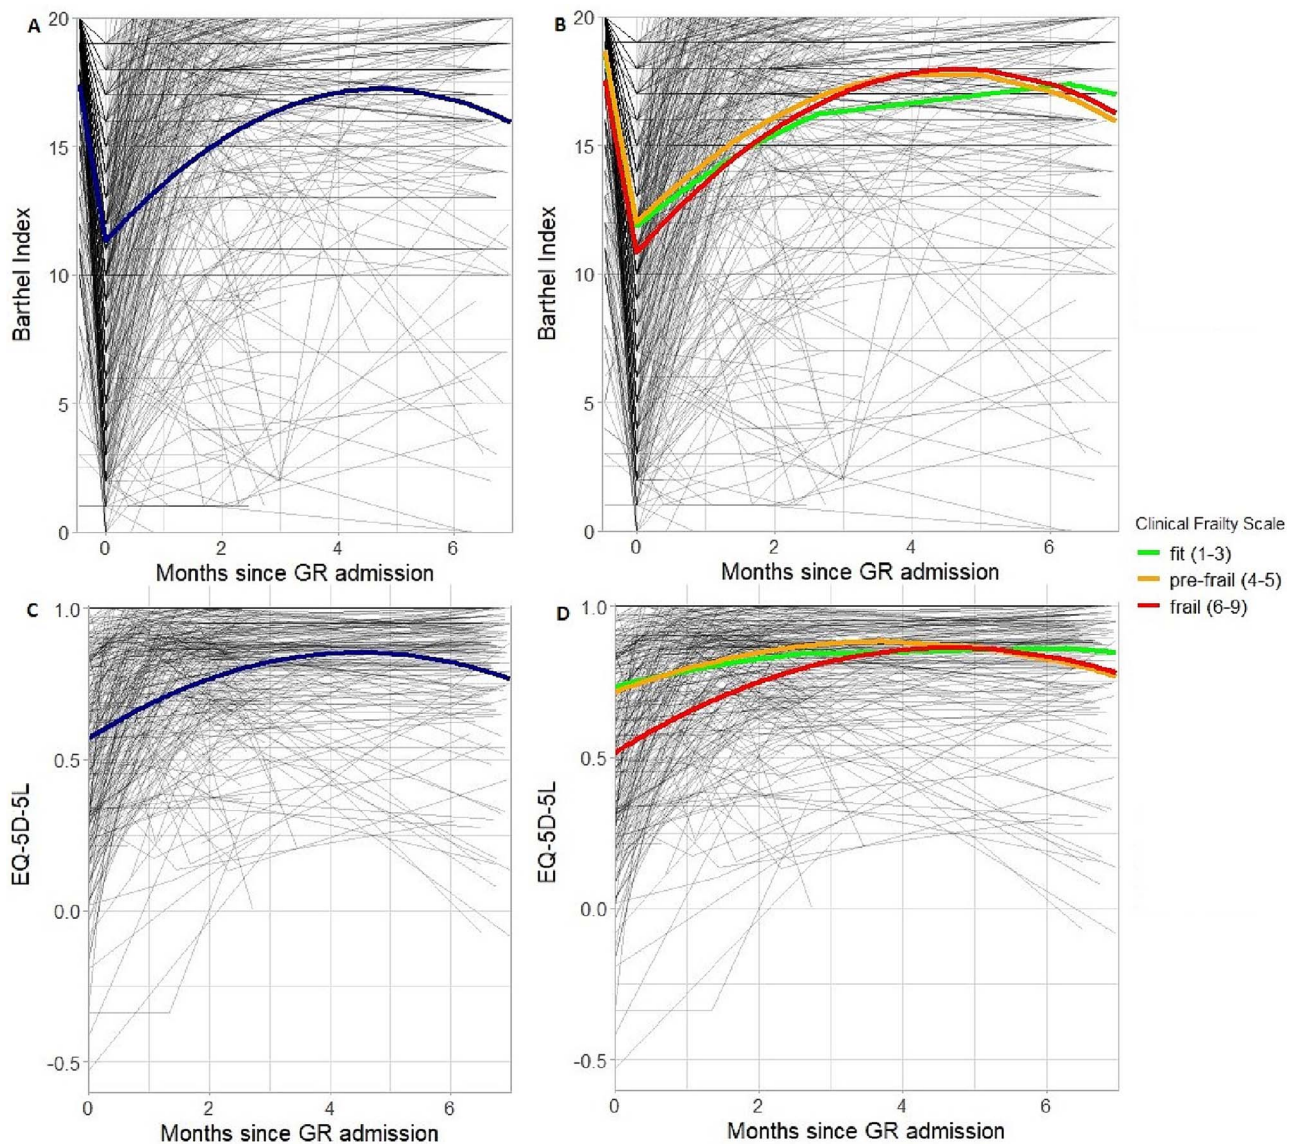 A
20
15
10
5
0
Barthel Index
0 2 4 6
Months since GR admission
B
20
15
10
5
0
Barthel Index
0 2 4 6
Months since GR admission
Clinical Frailty Scale
fit (1-3)
pre-frail (4-5)
frail (6-9)
C
1.0
0.5
0.0
-0.5
EQ-5D-5L
0 2 4 6
Months since GR admission
D
1.0
0.5
0.0
-0.5
EQ-5D-5L
0 2 4 6
Months since GR admission